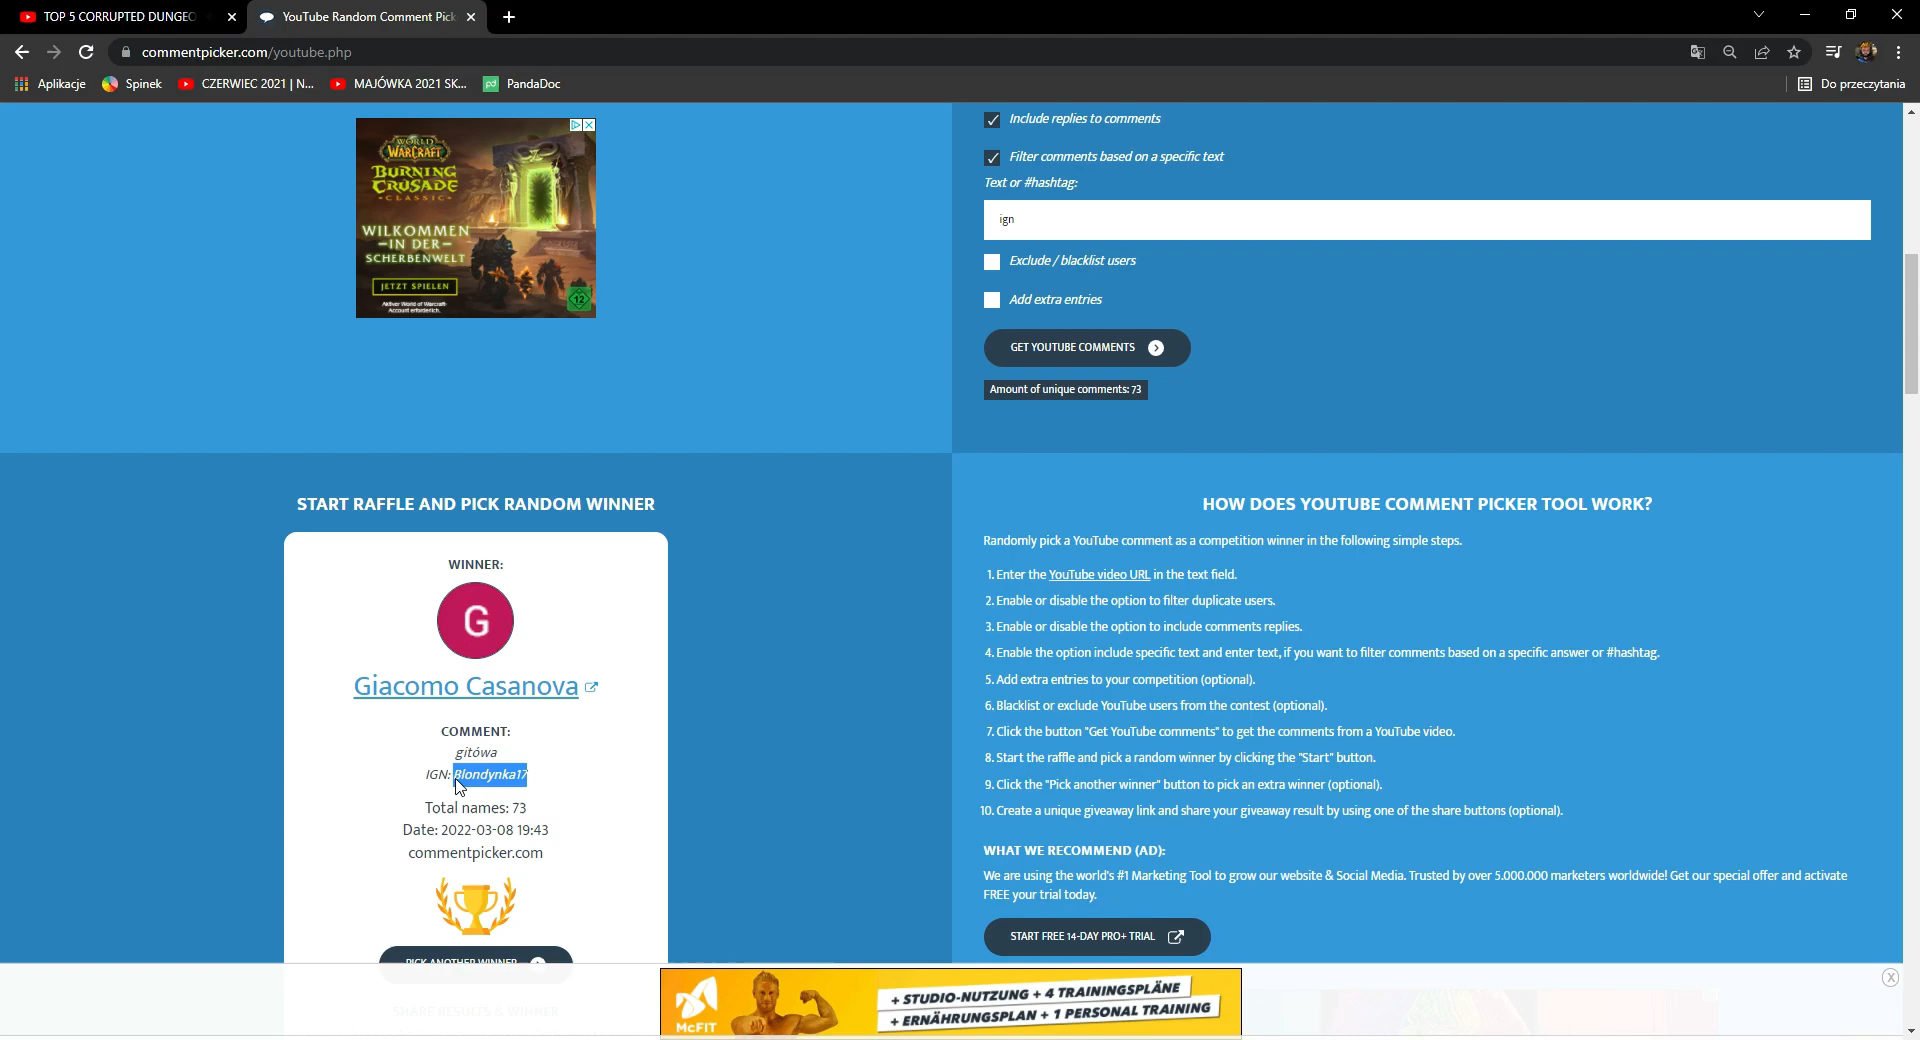 TOP 5 CORRUPTED DUNGEO
YouTube Random Comment Pick
commentpicker.com/youtube.php
Aplikacje
Spinek
CZERWIEC 2021 | N...
MAJÓWKA 2021 SK...
pd
PandaDoc
Do przeczytania
WORLD
WARCRAFT
BURNING
CRUSADE
•CLASSIC•
WILKOMMEN
—IN DER—
SCHERBENWELT
JETZT SPIELEN
Aktiver World of Warcraft-
Account erforderlich.
12
Include replies to comments
Filter comments based on a specific text
Text or #hashtag:
ign
Exclude / blacklist users
Add extra entries
GET YOUTUBE COMMENTS
Amount of unique comments: 73
START RAFFLE AND PICK RANDOM WINNER
WINNER:
G
Giacomo Casanova
COMMENT:
gitówa
IGN: Blondynka17
Total names: 73
Date: 2022-03-08 19:43
commentpicker.com
PICK ANOTHER WINNER
SHARE RESULTS & WINNER
HOW DOES YOUTUBE COMMENT PICKER TOOL WORK?
Randomly pick a YouTube comment as a competition winner in the following simple steps.
1. Enter the YouTube video URL in the text field.
2. Enable or disable the option to filter duplicate users.
3. Enable or disable the option to include comments replies.
4. Enable the option include specific text and enter text, if you want to filter comments based on a specific answer or #hashtag.
5. Add extra entries to your competition (optional).
6. Blacklist or exclude YouTube users from the contest (optional).
7. Click the button "Get YouTube comments" to get the comments from a YouTube video.
8. Start the raffle and pick a random winner by clicking the "Start" button.
9. Click the "Pick another winner" button to pick an extra winner (optional).
10. Create a unique giveaway link and share your giveaway result by using one of the share buttons (optional).
WHAT WE RECOMMEND (AD):
We are using the world's #1 Marketing Tool to grow our website & Social Media. Trusted by over 5.000.000 marketers worldwide! Get our special offer and activate
FREE your trial today.
START FREE 14-DAY PRO+ TRIAL
McFIT
+ STUDIO-NUTZUNG + 4 TRAININGSPLÄNE
+ ERNÄHRUNGSPLAN + 1 PERSONAL TRAINING